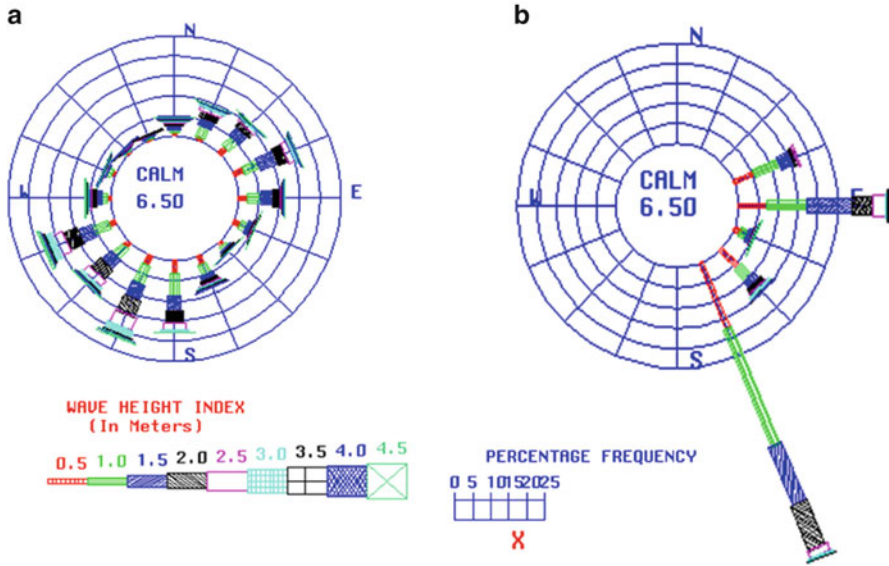 a
N
CALM
6.50
W
E
S
b
N
CALM
6.50
W
E
S
WAVE HEIGHT INDEX
(In Meters)
0.5 1.0 1.5 2.0 2.5 3.0 3.5 4.0 4.5
PERCENTAGE FREQUENCY
0 5 10 15 20 25
X